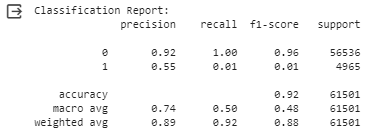 Classification Report:
precision recall f1-score support
0 0.92 1.00 0.96 56536
1 0.55 0.01 0.01 4965
accuracy 0.92 61501
macro avg 0.74 0.50 0.48 61501
weighted avg 0.89 0.92 0.88 61501